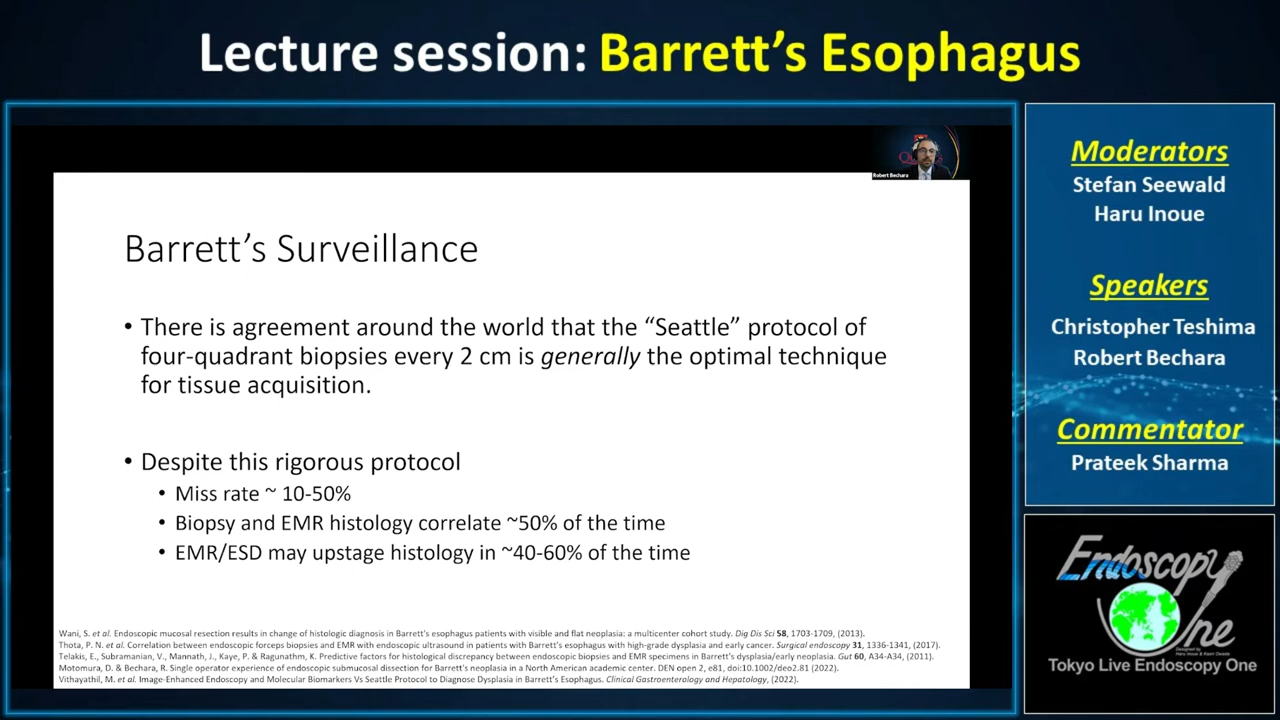 Lecture session: Barrett's Esophagus
Robert Bechara
Barrett's Surveillance
• There is agreement around the world that the “Seattle” protocol of
four-quadrant biopsies every 2 cm is generally the optimal technique
for tissue acquisition.
• Despite this rigorous protocol
• Miss rate ~ 10-50%
• Biopsy and EMR histology correlate ~50% of the time
• EMR/ESD may upstage histology in ~40-60% of the time
Wani, S. et al. Endoscopic mucosal resection results in change of histologic diagnosis in Barrett's esophagus patients with visible and flat neoplasia: a multicenter cohort study. Dig Dis Sci 58, 1703-1709, (2013).
Thota, P. N. et al. Correlation between endoscopic forceps biopsies and EMR with endoscopic ultrasound in patients with Barrett's esophagus with high-grade dysplasia and early cancer. Surgical endoscopy 31, 1336-1341, (2017).
Telakis, E., Subramanian, V., Mannath, J., Kaye, P. & Ragunathm, K. Predictive factors for histological discrepancy between endoscopic biopsies and EMR specimens in Barrett's dysplasia/early neoplasia. Gut 60, A34-A34, (2011).
Motomura, D. & Bechara, R. Single operator experience of endoscopic submucosal dissection for Barrett's neoplasia in a North American academic center. DEN open 2, e81, doi:10.1002/deo2.81 (2022).
Vithayathil, M. et al. Image-Enhanced Endoscopy and Molecular Biomarkers Vs Seattle Protocol to Diagnose Dysplasia in Barrett's Esophagus. Clinical Gastroenterology and Hepatology, (2022).
Moderators
Stefan Seewald
Haru Inoue
Speakers
Christopher Teshima
Robert Bechara
Commentator
Prateek Sharma
Endoscopy
One
Tokyo Live Endoscopy One